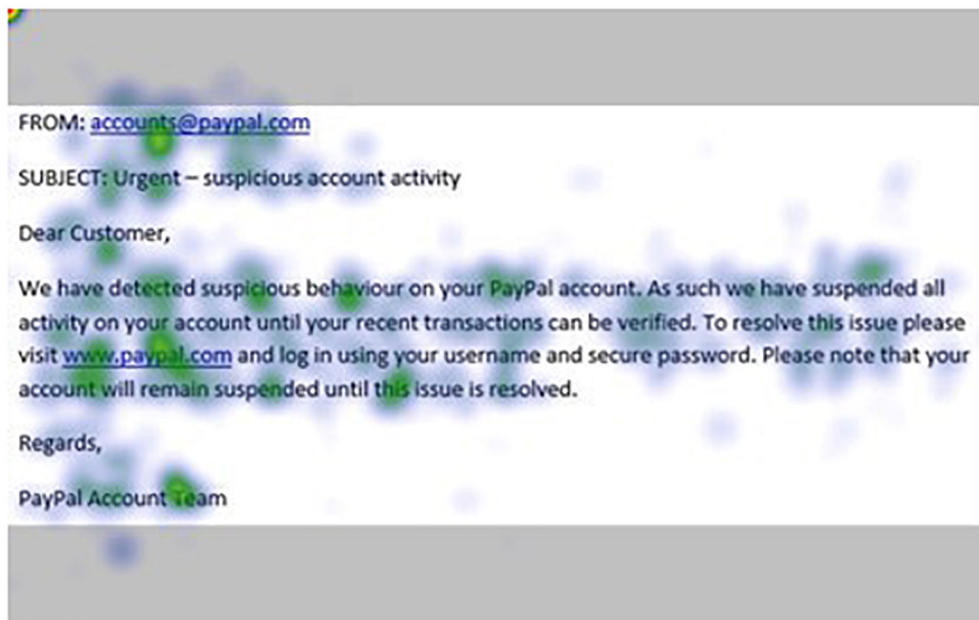 FROM: accounts@paypal.com
SUBJECT: Urgent – suspicious account activity
Dear Customer,
We have detected suspicious behaviour on your PayPal account. As such we have suspended all
activity on your account until your recent transactions can be verified. To resolve this issue please
visit www.paypal.com and log in using your username and secure password. Please note that your
account will remain suspended until this issue is resolved.
Regards,
PayPal Account Team